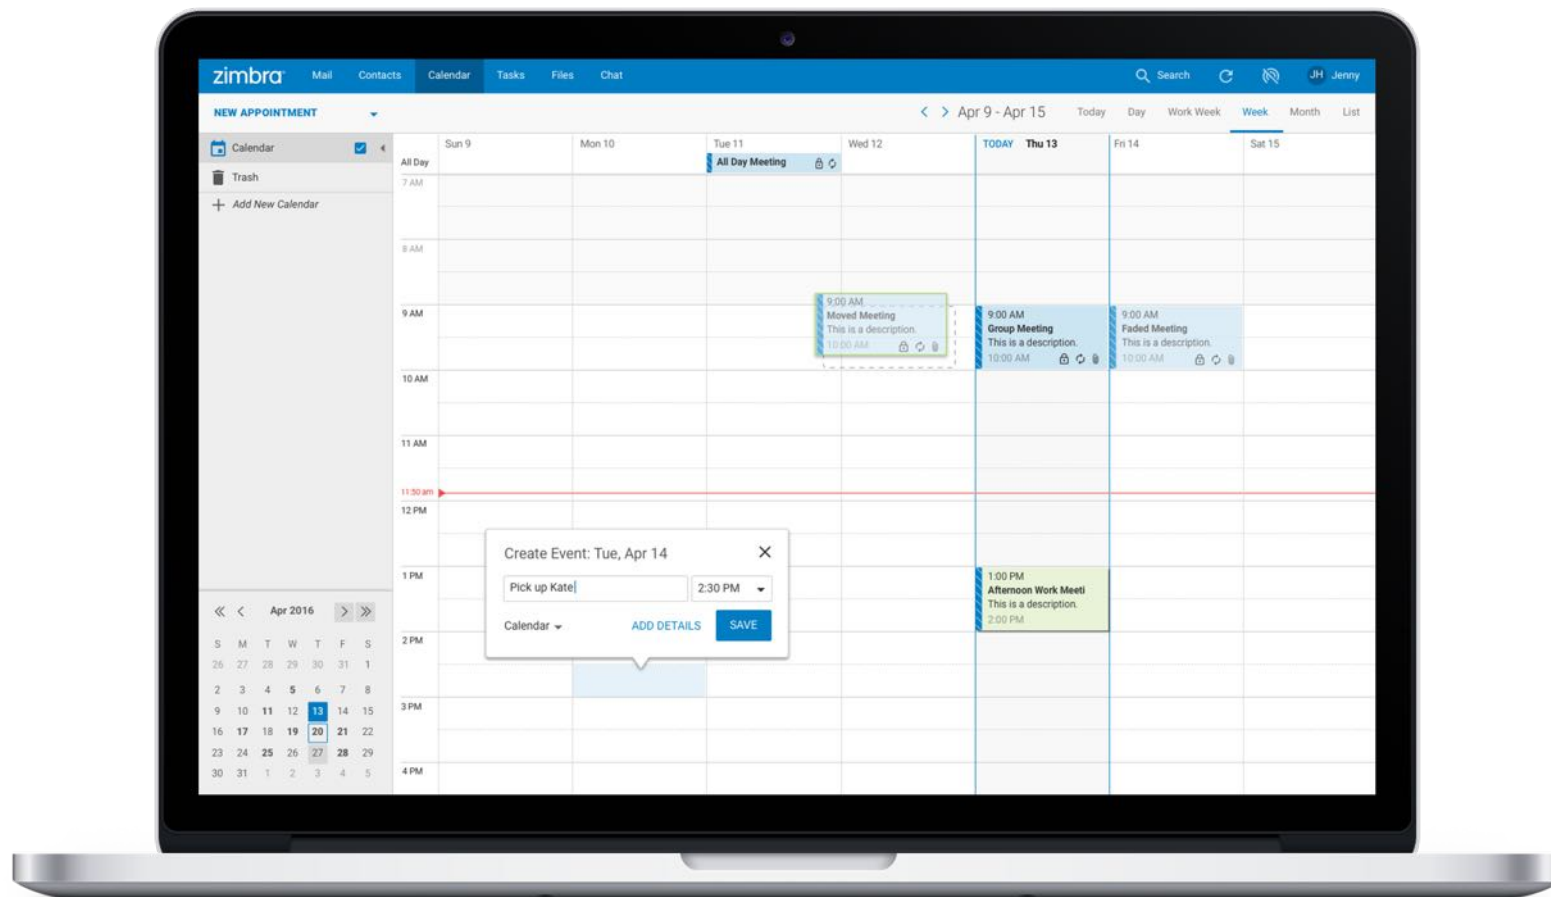 zimbra Mail Contacts Calendar Tasks Files Chat Search JH Jenny
NEW APPOINTMENT Apr 9 - Apr 15 Today Day Work Week Week Month List
Calendar
Trash
Add New Calendar
Sun 9 Mon 10 Tue 11 Wed 12 TODAY Thu 13 Fri 14 Sat 15
All Day All Day Meeting
7 AM
8 AM
9 AM
10 AM
11 AM
11:50 am
12 PM
1 PM
2 PM
3 PM
4 PM
9:00 AM
Moved Meeting
This is a description.
10:00 AM
9:00 AM
Group Meeting
This is a description.
10:00 AM
9:00 AM
Faded Meeting
This is a description.
10:00 AM
Create Event: Tue, Apr 14
Pick up Kate 2:30 PM
Calendar ADD DETAILS SAVE
1:00 PM
Afternoon Work Meeti
This is a description.
2:00 PM
Apr 2016
S M T W T F S
26 27 28 29 30 31 1
2 3 4 5 6 7 8
9 10 11 12 13 14 15
16 17 18 19 20 21 22
23 24 25 26 27 28 29
30 31 1 2 3 4 5